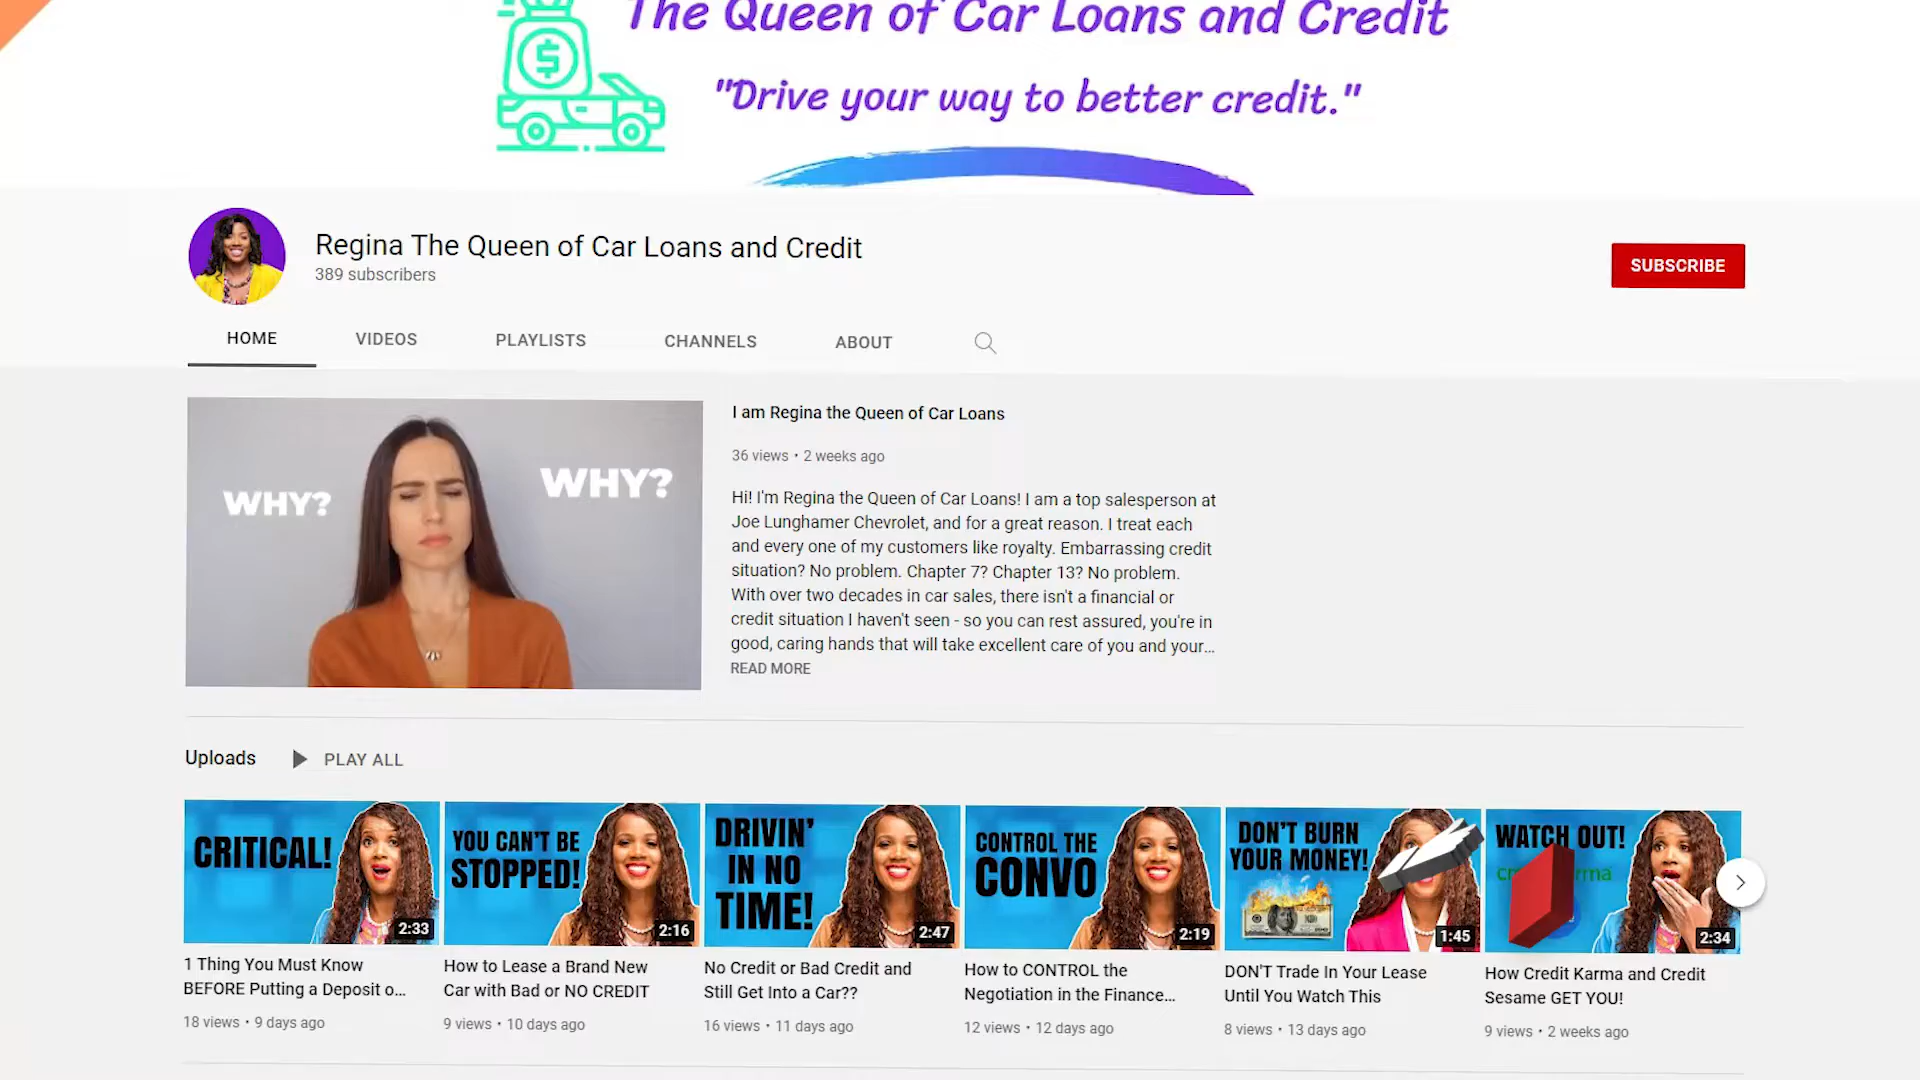 The Queen of Car Loans and Credit
"Drive your way to better credit."
Regina The Queen of Car Loans and Credit
389 subscribers
SUBSCRIBE
HOME VIDEOS PLAYLISTS CHANNELS ABOUT
WHY? WHY?
I am Regina the Queen of Car Loans
36 views • 2 weeks ago
Hi! I'm Regina the Queen of Car Loans! I am a top salesperson at
Joe Lunghamer Chevrolet, and for a great reason. I treat each
and every one of my customers like royalty. Embarrassing credit
situation? No problem. Chapter 7? Chapter 13? No problem.
With over two decades in car sales, there isn't a financial or
credit situation I haven't seen - so you can rest assured, you're in
good, caring hands that will take excellent care of you and your...
READ MORE
Uploads PLAY ALL
CRITICAL!
2:33
1 Thing You Must Know
BEFORE Putting a Deposit o...
18 views • 9 days ago
YOU CAN'T BE
STOPPED!
2:16
How to Lease a Brand New
Car with Bad or NO CREDIT
9 views • 10 days ago
DRIVIN'
IN NO
TIME!
2:47
No Credit or Bad Credit and
Still Get Into a Car??
16 views • 11 days ago
CONTROL THE
CONVO
2:19
How to CONTROL the
Negotiation in the Finance...
12 views • 12 days ago
DON'T BURN
YOUR MONEY!
1:45
DON'T Trade In Your Lease
Until You Watch This
8 views • 13 days ago
WATCH OUT!
2:34
How Credit Karma and Credit
Sesame GET YOU!
9 views • 2 weeks ago